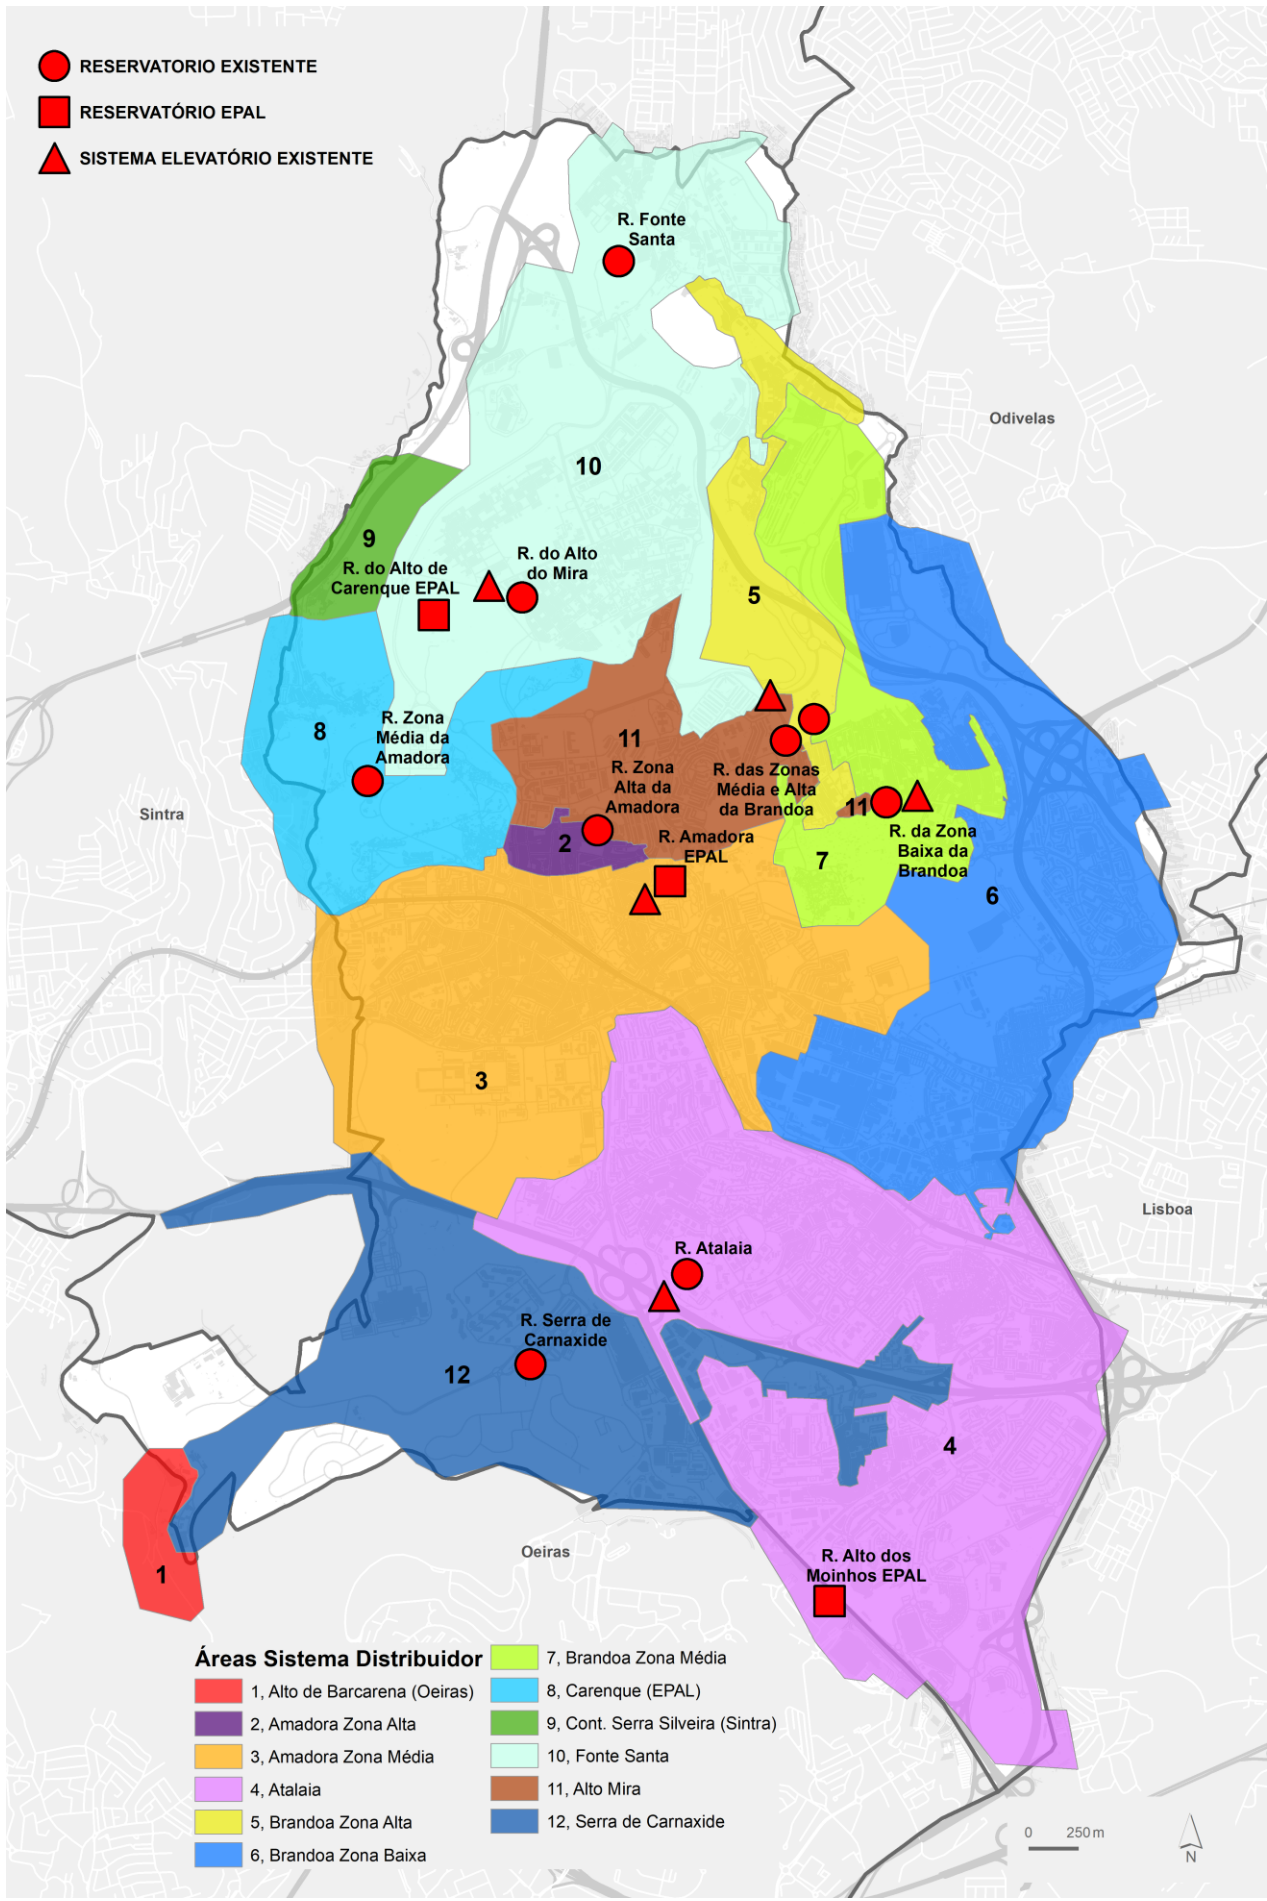 RESERVATORIO EXISTENTE
RESERVATÓRIO EPAL
SISTEMA ELEVATÓRIO EXISTENTE
R. Fonte
Santa
Odivelas
10
9
R. do Alto de
Carenque EPAL
R. do Alto
do Mira
5
8
R. Zona
Média da
Amadora
11
R. Zona
Alta da
Amadora
R. das Zonas
Média e Alta
da Brandoa
11
Sintra
2
R. Amadora
EPAL
7
R. da Zona
Baixa da
Brandoa
6
3
Lisboa
R. Atalaia
R. Serra de
Carnaxide
12
4
Oeiras
R. Alto dos
Moinhos EPAL
1
Áreas Sistema Distribuidor
1, Alto de Barcarena (Oeiras)
2, Amadora Zona Alta
3, Amadora Zona Média
4, Atalaia
5, Brandoa Zona Alta
6, Brandoa Zona Baixa
7, Brandoa Zona Média
8, Carenque (EPAL)
9, Cont. Serra Silveira (Sintra)
10, Fonte Santa
11, Alto Mira
12, Serra de Carnaxide
0 250 m
N